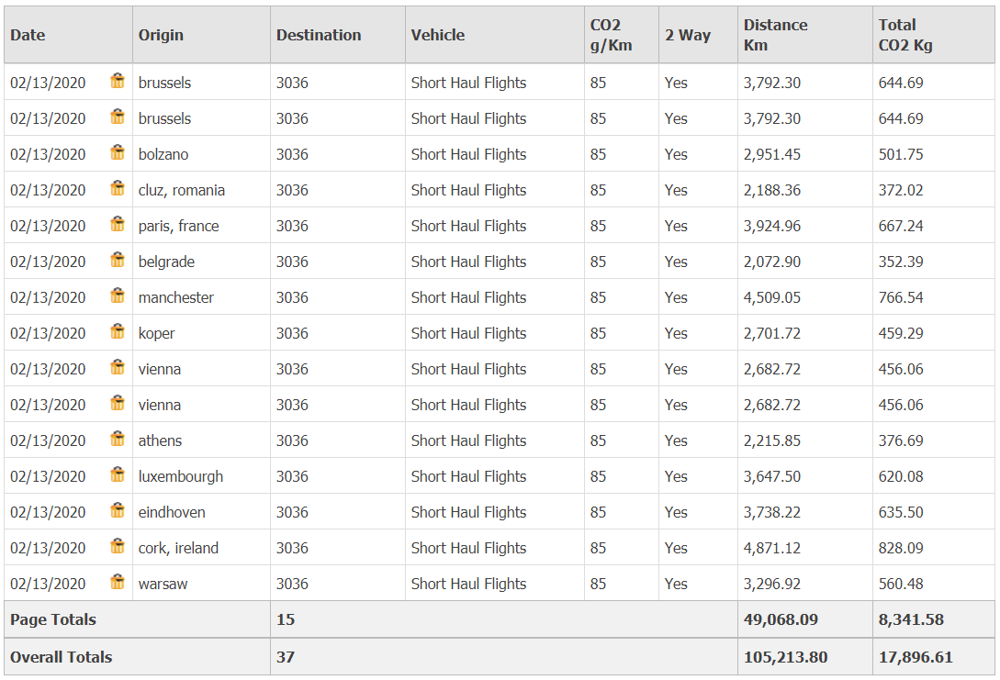 Date Origin Destination Vehicle CO2 g/Km 2 Way Distance Km Total CO2 Kg
02/13/2020 brussels 3036 Short Haul Flights 85 Yes 3,792.30 644.69
02/13/2020 brussels 3036 Short Haul Flights 85 Yes 3,792.30 644.69
02/13/2020 bolzano 3036 Short Haul Flights 85 Yes 2,951.45 501.75
02/13/2020 cluz, romania 3036 Short Haul Flights 85 Yes 2,188.36 372.02
02/13/2020 paris, france 3036 Short Haul Flights 85 Yes 3,924.96 667.24
02/13/2020 belgrade 3036 Short Haul Flights 85 Yes 2,072.90 352.39
02/13/2020 manchester 3036 Short Haul Flights 85 Yes 4,509.05 766.54
02/13/2020 koper 3036 Short Haul Flights 85 Yes 2,701.72 459.29
02/13/2020 vienna 3036 Short Haul Flights 85 Yes 2,682.72 456.06
02/13/2020 vienna 3036 Short Haul Flights 85 Yes 2,682.72 456.06
02/13/2020 athens 3036 Short Haul Flights 85 Yes 2,215.85 376.69
02/13/2020 luxembourgh 3036 Short Haul Flights 85 Yes 3,647.50 620.08
02/13/2020 eindhoven 3036 Short Haul Flights 85 Yes 3,738.22 635.50
02/13/2020 cork, ireland 3036 Short Haul Flights 85 Yes 4,871.12 828.09
02/13/2020 warsaw 3036 Short Haul Flights 85 Yes 3,296.92 560.48
Page Totals 15 49,068.09 8,341.58
Overall Totals 37 105,213.80 17,896.61